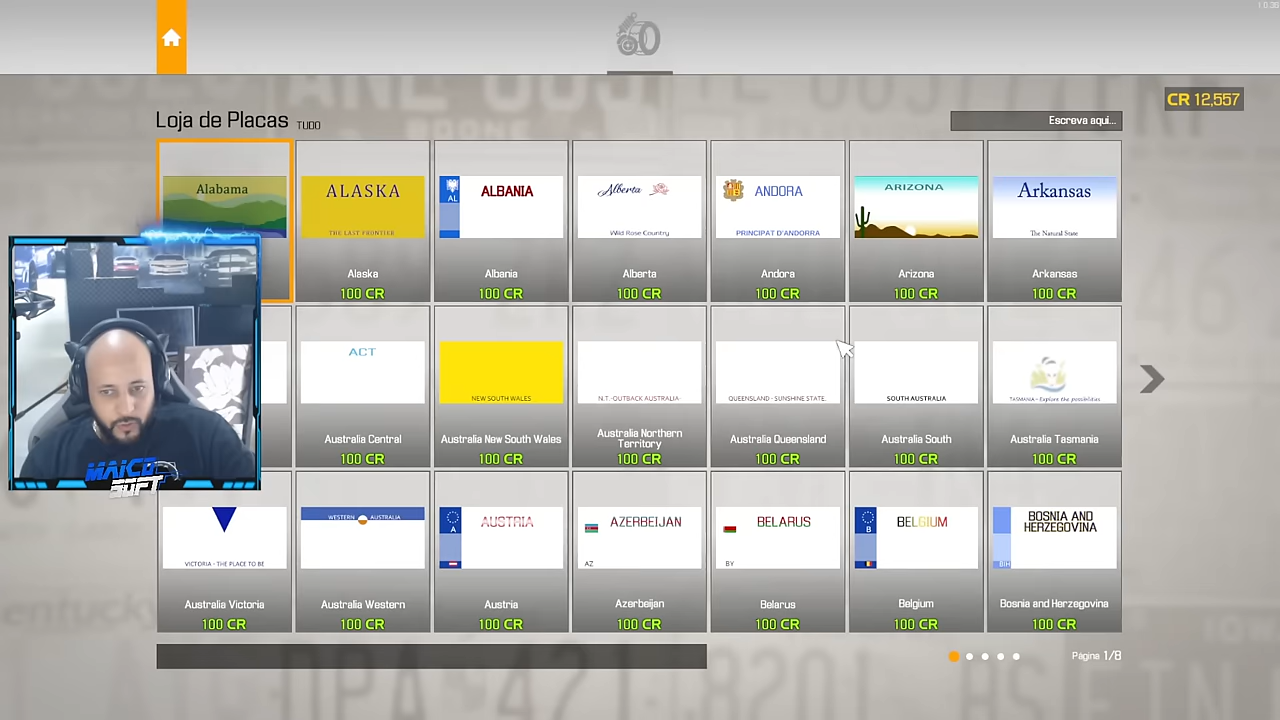 CR 12,557
Loja de Placas TUDO
Escreva aqui...
Alabama
ALASKA
THE LAST FRONTIER
Alaska
100 CR
AL
ALBANIA
Albania
100 CR
Alberta
Wild Rose Country
Alberta
100 CR
ANDORA
PRINCIPAT D'ANDORRA
Andora
100 CR
ARIZONA
Arizona
100 CR
Arkansas
The Natural State
Arkansas
100 CR
ACT
Australia Central
100 CR
NEW SOUTH WALES
Australia New South Wales
100 CR
N.T. -OUTBACK AUSTRALIA-
Australia Northern
Territory
100 CR
QUEENSLAND - SUNSHINE STATE.
Australia Queensland
100 CR
SOUTH AUSTRALIA
Australia South
100 CR
TASMANIA - Explore the possibilities
Australia Tasmania
100 CR
MAICO
SOFT
VICTORIA - THE PLACE TO BE
Australia Victoria
100 CR
WESTERN AUSTRALIA
Australia Western
100 CR
A
AUSTRIA
Austria
100 CR
AZERBEIJAN
AZ
Azerbeijan
100 CR
BELARUS
BY
Belarus
100 CR
B
BELGIUM
Belgium
100 CR
BOSNIA AND
HERZEGOVINA
BIH
Bosnia and Herzegovina
100 CR
Página 1/8